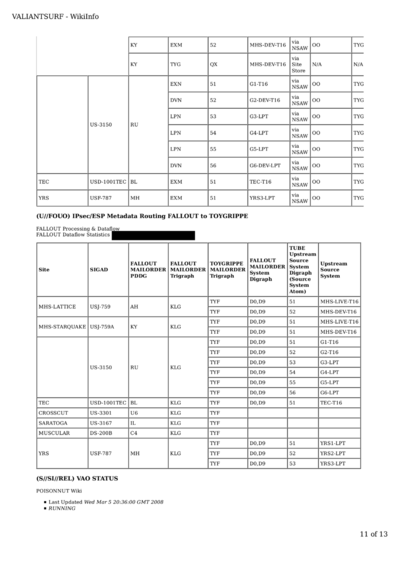 VALIANTSURF - WikiInfo
KY EXM 52 MHS-DEV-T16 via NSAW OO TYG
KY TYG QX MHS-DEV-T16 via Site Store N/A N/A
US-3150 RU
EXN 51 G1-T16 via NSAW OO TYG
DVN 52 G2-DEV-T16 via NSAW OO TYG
LPN 53 G3-LPT via NSAW OO TYG
LPN 54 G4-LPT via NSAW OO TYG
LPN 55 G5-LPT via NSAW OO TYG
DVN 56 G6-DEV-LPT via NSAW OO TYG
TEC USD-1001TEC BL EXM 51 TEC-T16 via NSAW OO TYG
YRS USP-787 MH EXM 51 YRS3-LPT via NSAW OO TYG
(U//FOUO) IPsec/ESP Metadata Routing FALLOUT to TOYGRIPPE
FALLOUT Processing & Dataflow
FALLOUT Dataflow Statistics
Site SIGAD FALLOUT MAILORDER PDDG FALLOUT MAILORDER Trigraph TOYGRIPPE MAILORDER Trigraph FALLOUT MAILORDER System Digraph TUBE Upstream Source System Digraph (Source System Atom) Upstream Source System
MHS-LATTICE USJ-759 AH KLG
TYF D0,D9 51 MHS-LIVE-T16
TYF D0,D9 52 MHS-DEV-T16
MHS-STARQUAKE USJ-759A KY KLG
TYF D0,D9 51 MHS-LIVE-T16
TYF D0,D9 51 MHS-DEV-T16
US-3150 RU KLG
TYF D0,D9 51 G1-T16
TYF D0,D9 52 G2-T16
TYF D0,D9 53 G3-LPT
TYF D0,D9 54 G4-LPT
TYF D0,D9 55 G5-LPT
TYF D0,D9 56 G6-LPT
TEC USD-1001TEC BL KLG TYF D0,D9 51 TEC-T16
CROSSCUT US-3301 U6 KLG TYF
SARATOGA US-3167 IL KLG TYF
MUSCULAR DS-200B C4 KLG TYF
YRS USP-787 MH KLG
TYF D0,D9 51 YRS1-LPT
TYF D0,D9 52 YRS2-LPT
TYF D0,D9 53 YRS3-LPT
(S//SI//REL) VAO STATUS
POISONNUT Wiki
• Last Updated Wed Mar 5 20:36:00 GMT 2008
• RUNNING
11 of 13